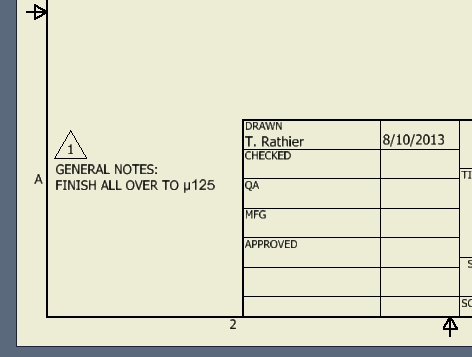 1
GENERAL NOTES:
FINISH ALL OVER TO µ125
A
DRAWN
T. Rathier 8/10/2013
CHECKED
QA
MFG
APPROVED
2